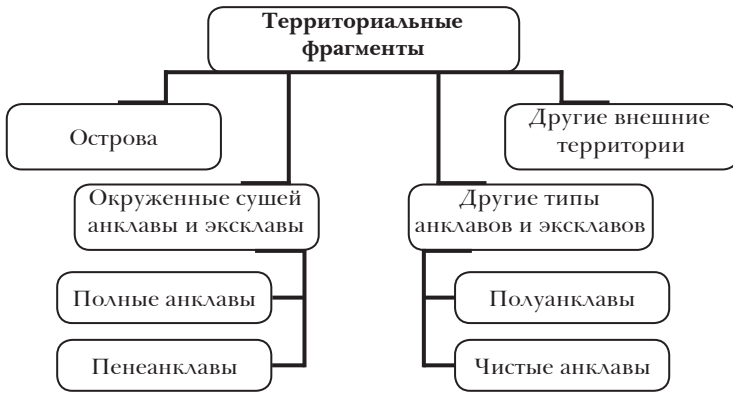 Территориальные
фрагменты
Острова
Другие внешние
территории
Окруженные сушей
анклавы и эксклавы
Другие типы
анклавов и эксклавов
Полные анклавы
Полуанклавы
Пенеанклавы
Чистые анклавы